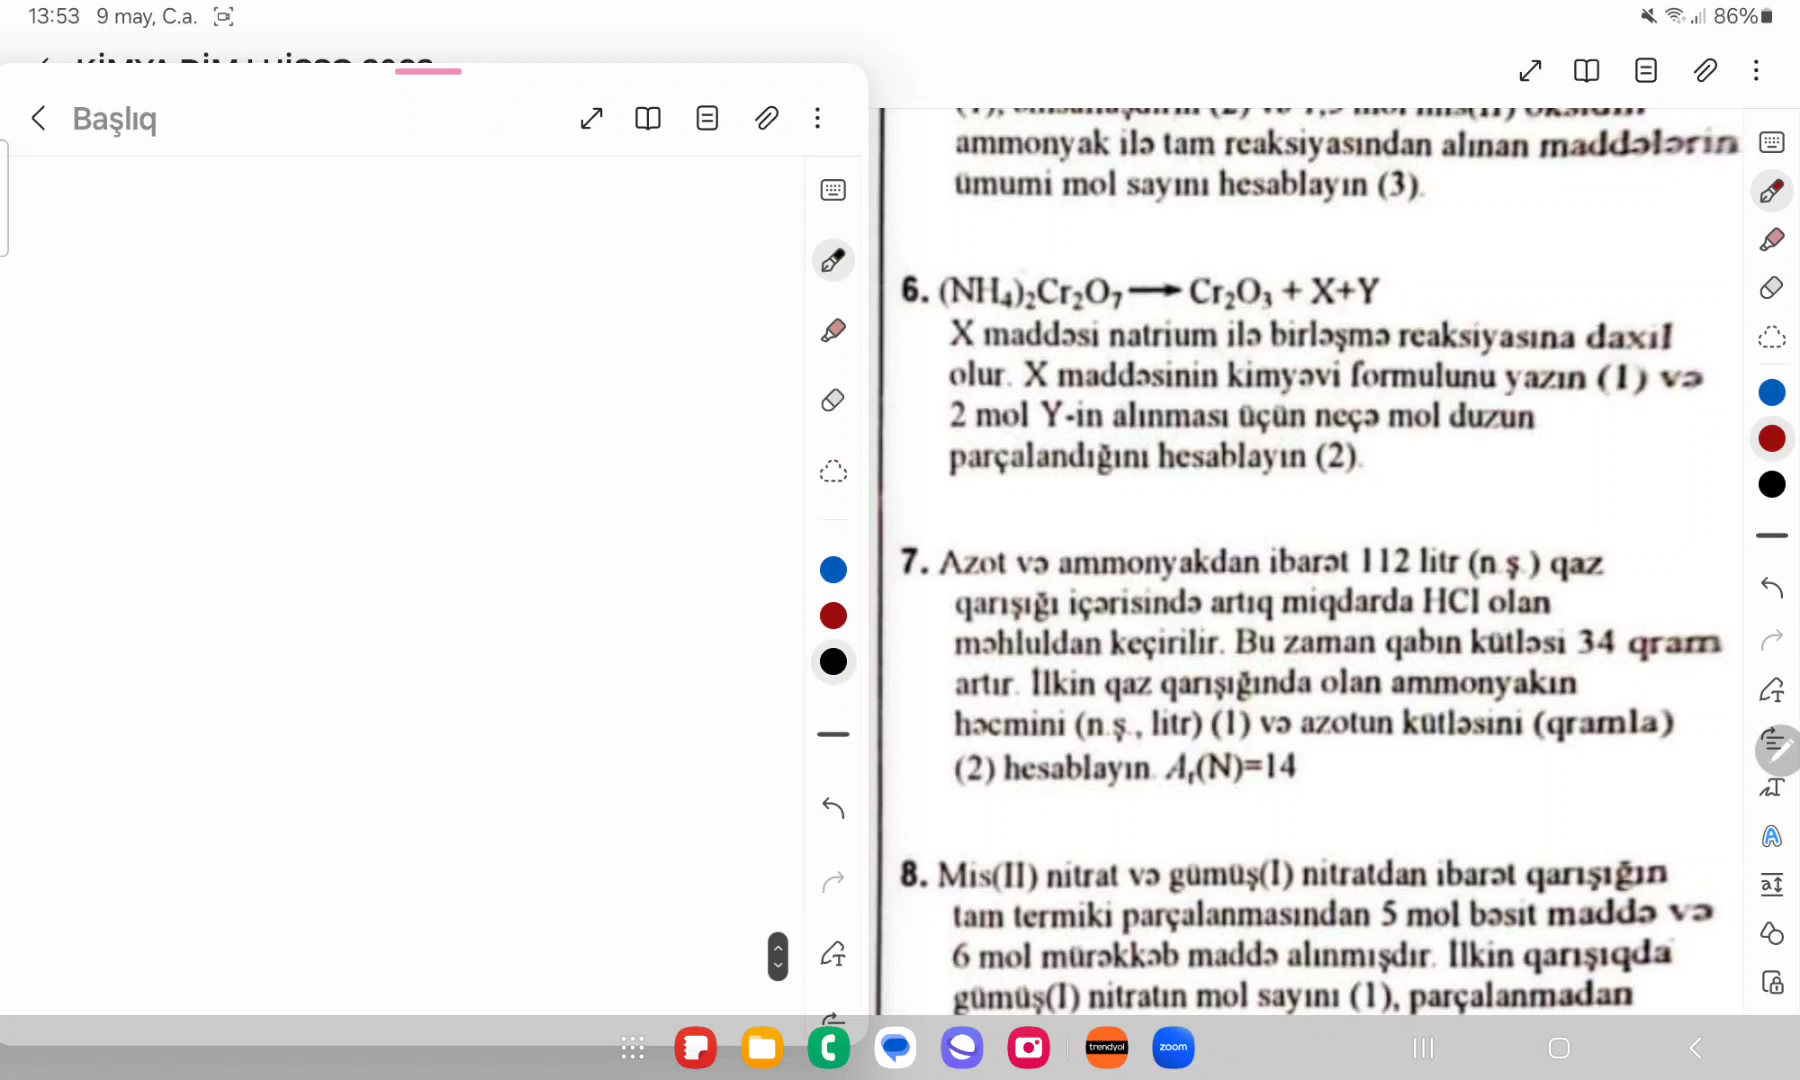 13:53 9 may, C.a. 86%
Başlıq
ammonyak ilə tam reaksiyasından alınan maddələrin
ümumi mol sayını hesablayın (3).
6. (NH₄)₂Cr₂O₇ → Cr₂O₃ + X+Y
X maddəsi natrium ilə birləşmə reaksiyasına daxil
olur. X maddəsinin kimyəvi formulunu yazın (1) və
2 mol Y-in alınması üçün neçə mol duzun
parçalandığını hesablayın (2).
7. Azot və ammonyakdan ibarət 112 litr (n.ş.) qaz
qarışığı içərisində artıq miqdarda HCl olan
məhluldan keçirilir. Bu zaman qabın kütləsi 34 qram
artır. İlkin qaz qarışığında olan ammonyakın
həcmini (n.ş., litr) (1) və azotun kütləsini (qramla)
(2) hesablayın. Aᵣ(N)=14
8. Mis(II) nitrat və gümüş(I) nitratdan ibarət qarışığın
tam termiki parçalanmasından 5 mol bəsit maddə və
6 mol mürəkkəb maddə alınmışdır. İlkin qarışıqda
gümüş(I) nitratın mol sayını (1), parçalanmadan
trendyol
zoom